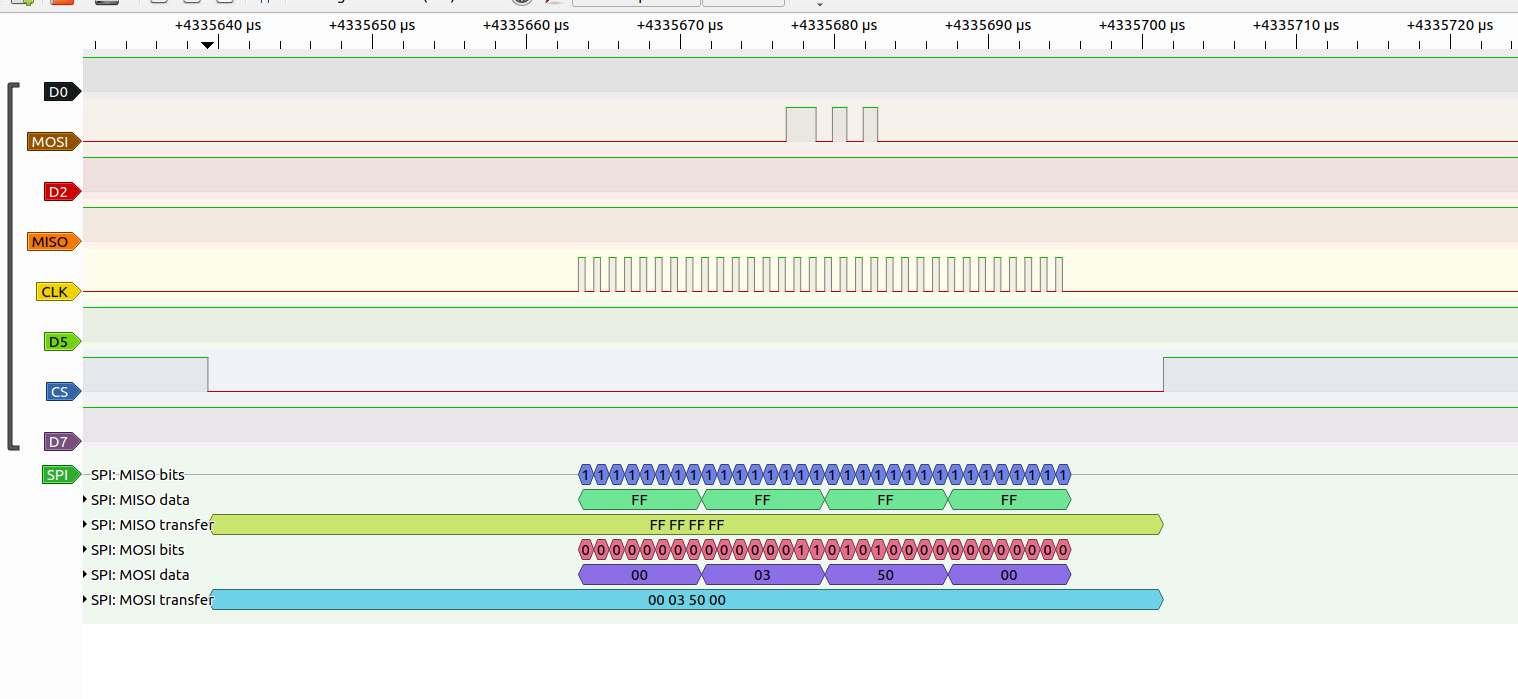 +4335640 µs +4335650 µs +4335660 µs +4335670 µs +4335680 µs +4335690 µs +4335700 µs +4335710 µs +4335720 µs
D0
MOSI
D2
MISO
CLK
D5
CS
D7
SPI SPI: MISO bits 1 1 1 1 1 1 1 1 1 1 1 1 1 1 1 1 1 1 1 1 1 1 1 1 1 1 1 1 1 1 1 1
SPI: MISO data FF FF FF FF
SPI: MISO transfer FF FF FF FF
SPI: MOSI bits 0 0 0 0 0 0 0 0 0 0 0 0 0 0 1 1 0 1 0 1 0 0 0 0 0 0 0 0 0 0 0 0
SPI: MOSI data 00 03 50 00
SPI: MOSI transfer 00 03 50 00